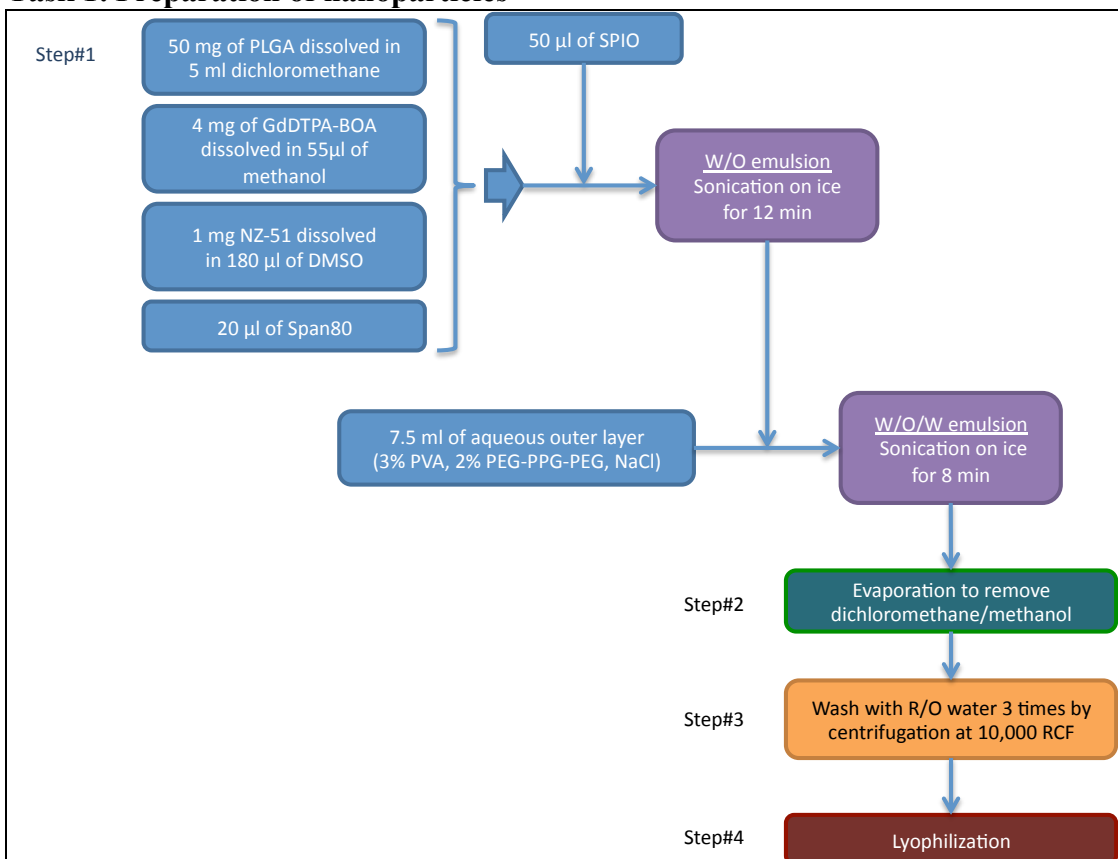 Task 1. Preparation of nanoparticles
Step#1
50 mg of PLGA dissolved in
5 ml dichloromethane
50 µl of SPIO
4 mg of GdDTPA-BOA
dissolved in 55µl of
methanol
W/O emulsion
Sonication on ice
for 12 min
1 mg NZ-51 dissolved
in 180 µl of DMSO
20 µl of Span80
7.5 ml of aqueous outer layer
(3% PVA, 2% PEG-PPG-PEG, NaCl)
W/O/W emulsion
Sonication on ice
for 8 min
Step#2
Evaporation to remove
dichloromethane/methanol
Step#3
Wash with R/O water 3 times by
centrifugation at 10,000 RCF
Step#4
Lyophilization